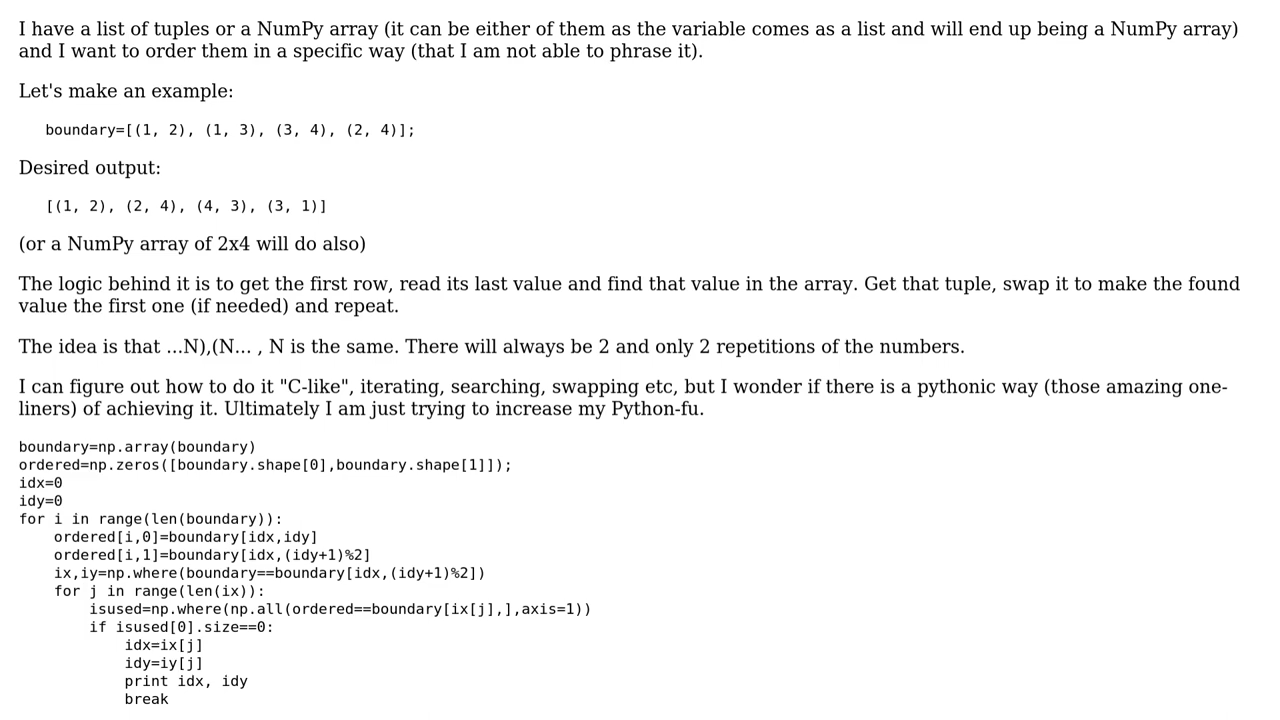 I have a list of tuples or a NumPy array (it can be either of them as the variable comes as a list and will end up being a NumPy array)
and I want to order them in a specific way (that I am not able to phrase it).
Let's make an example:
boundary=[(1, 2), (1, 3), (3, 4), (2, 4)];
Desired output:
[(1, 2), (2, 4), (4, 3), (3, 1)]
(or a NumPy array of 2x4 will do also)
The logic behind it is to get the first row, read its last value and find that value in the array. Get that tuple, swap it to make the found
value the first one (if needed) and repeat.
The idea is that ...N),(N... , N is the same. There will always be 2 and only 2 repetitions of the numbers.
I can figure out how to do it "C-like", iterating, searching, swapping etc, but I wonder if there is a pythonic way (those amazing one-
liners) of achieving it. Ultimately I am just trying to increase my Python-fu.
boundary=np.array(boundary)
ordered=np.zeros([boundary.shape[0],boundary.shape[1]]);
idx=0
idy=0
for i in range(len(boundary)):
    ordered[i,0]=boundary[idx,idy]
    ordered[i,1]=boundary[idx,(idy+1)%2]
    ix,iy=np.where(boundary==boundary[idx,(idy+1)%2])
    for j in range(len(ix)):
        isused=np.where(np.all(ordered==boundary[ix[j],],axis=1))
        if isused[0].size==0:
            idx=ix[j]
            idy=iy[j]
            print idx, idy
            break